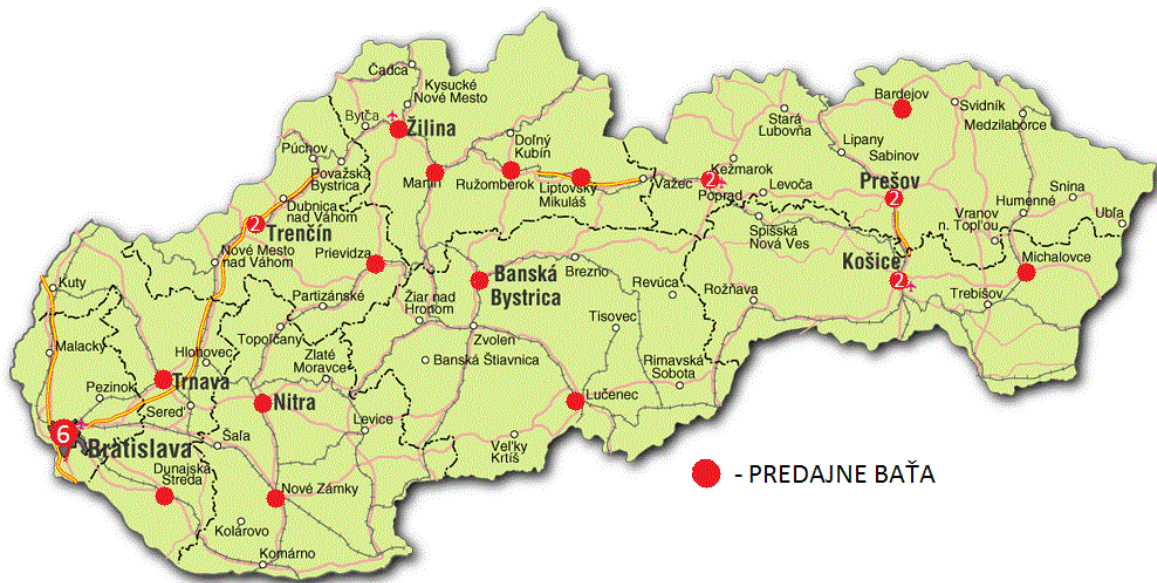 Čadca
Kysucké
Nové Mesto
Bytča
Žilina
Púchov
Považská
Bystrica
Martin
Dolný
Kubín
Ružomberok
Liptovský
Mikuláš
Važec
Kežmarok
2
Poprad
Levoča
Stará
Ľubovňa
Bardejov
Svidník
Medzilaborce
Lipany
Sabinov
Prešov
2
Snina
Humenné
Ubľa
Vranov
n. Topľou
Michalovce
Trebišov
Košice
2
Spišská
Nová Ves
Dubnica
nad Váhom
2
Trenčín
Nové Mesto
nad Váhom
Prievidza
Banská
Bystrica
Brezno
Revúca
Rožňava
Partizánské
Žiar nad
Hronom
Tisovec
Zvolen
Banská Štiavnica
Rimavská
Sobota
Kuty
Malacky
Topoľčany
Hlohovec
Zlaté
Moravce
Pezinok
Trnava
Sereď
Nitra
Levice
Lučenec
Veľký
Krtíš
6
Bratislava
Šaľa
Dunajská
Streda
Nové Zámky
Kolárovo
Komárno
- PREDAJNE BAŤA